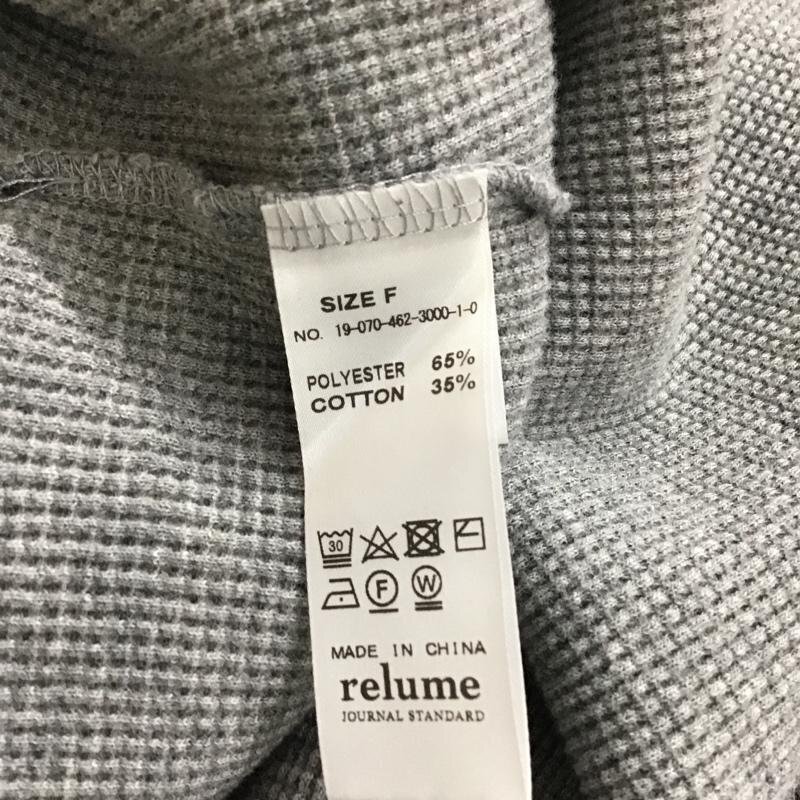 SIZE F
NO. 19-070-462-3000-1-0
POLYESTER 65%
COTTON 35%
30
F W
MADE IN CHINA
relume
JOURNAL STANDARD